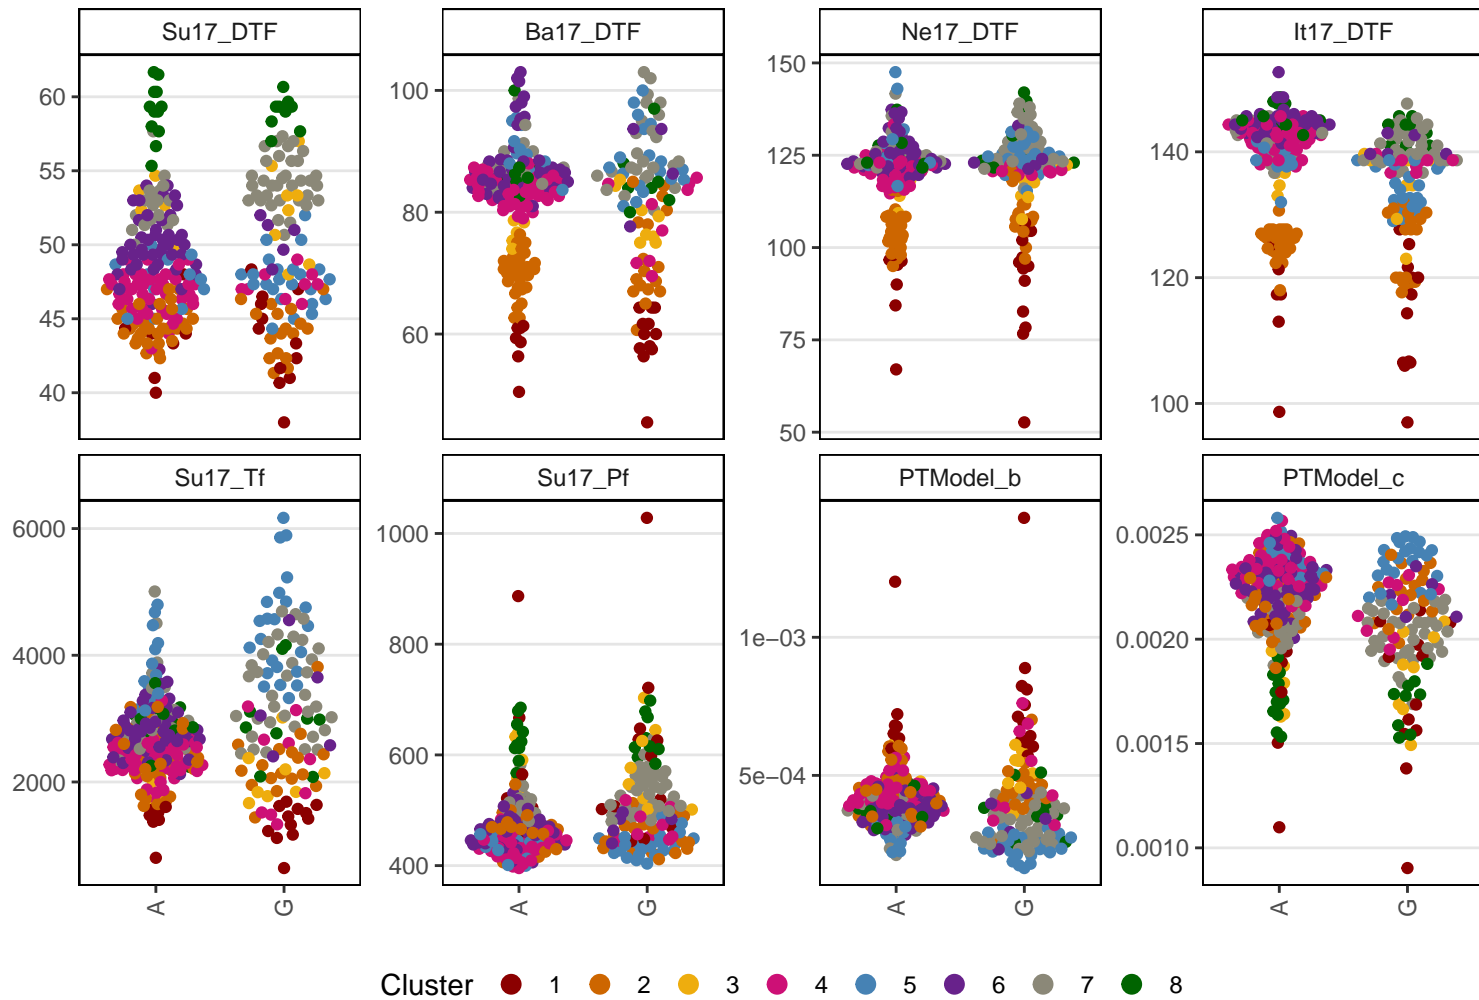 Su17_DTF
Ba17_DTF
Ne17_DTF
It17_DTF
60
55
50
45
40
100
80
60
150
125
100
75
50
140
120
100
Su17_Tf
Su17_Pf
PTModel_b
PTModel_c
6000
4000
2000
1000
800
600
400
1e−03
5e−04
0.0025
0.0020
0.0015
0.0010
A
G
A
G
A
G
A
G
Cluster 1 2 3 4 5 6 7 8